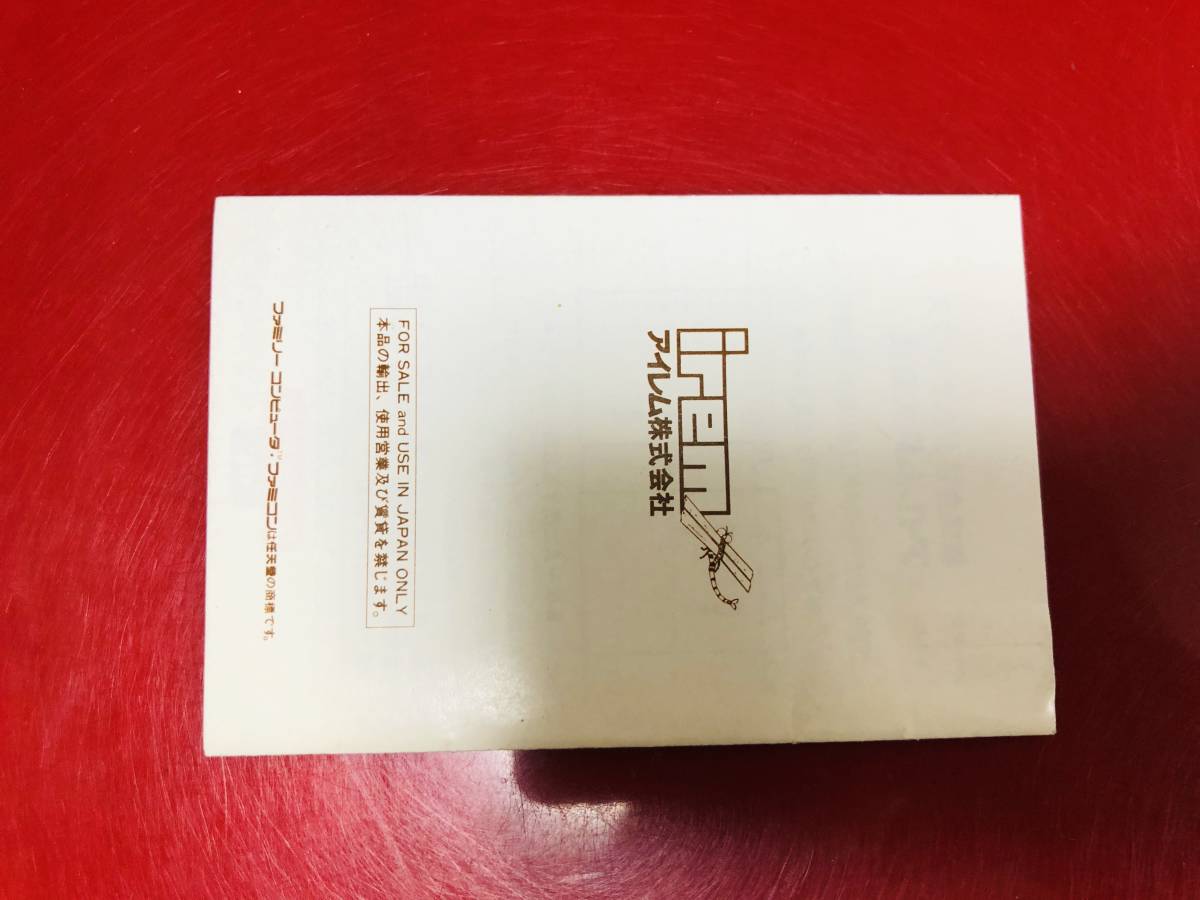 irem
アイレム株式会社
FOR SALE and USE IN JAPAN ONLY
本品の輸出、使用営業及び賃貸を禁じます。
ファミリーコンピュータ™・ファミコンは任天堂の商標です。